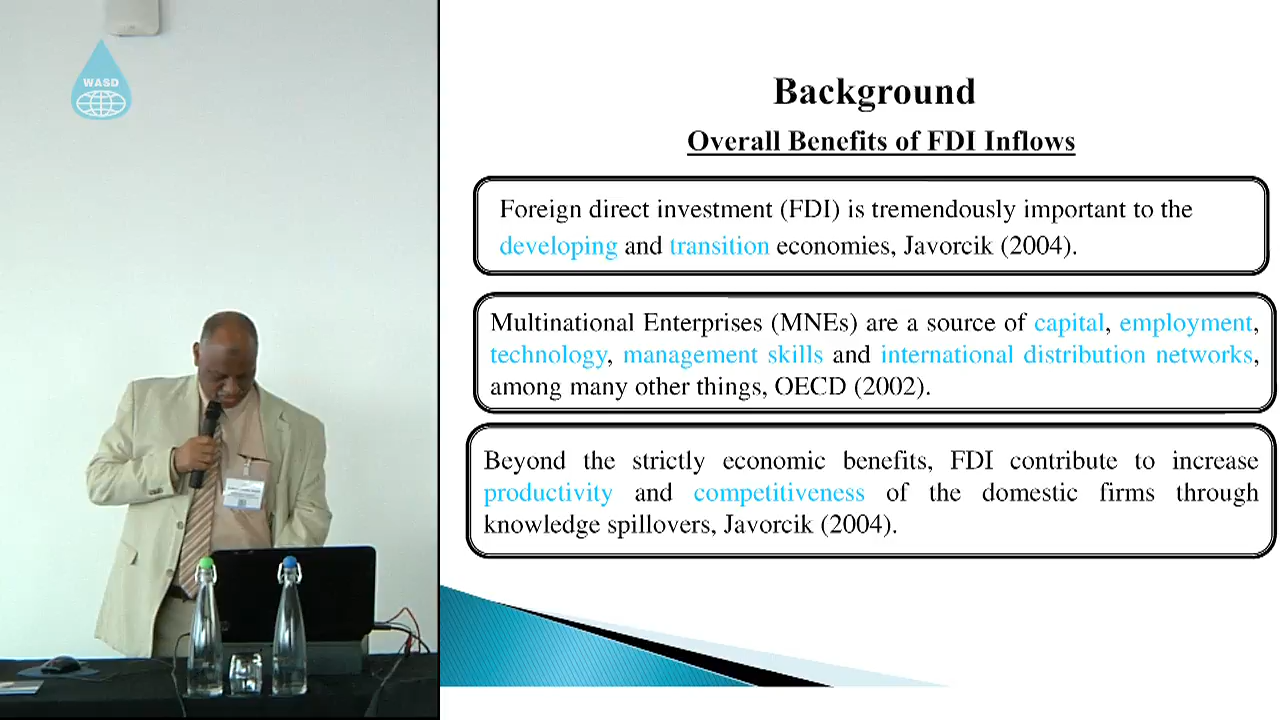 WASD
Background
Overall Benefits of FDI Inflows
Foreign direct investment (FDI) is tremendously important to the
developing and transition economies, Javorcik (2004).
Multinational Enterprises (MNEs) are a source of capital, employment,
technology, management skills and international distribution networks,
among many other things, OECD (2002).
Beyond the strictly economic benefits, FDI contribute to increase
productivity and competitiveness of the domestic firms through
knowledge spillovers, Javorcik (2004).